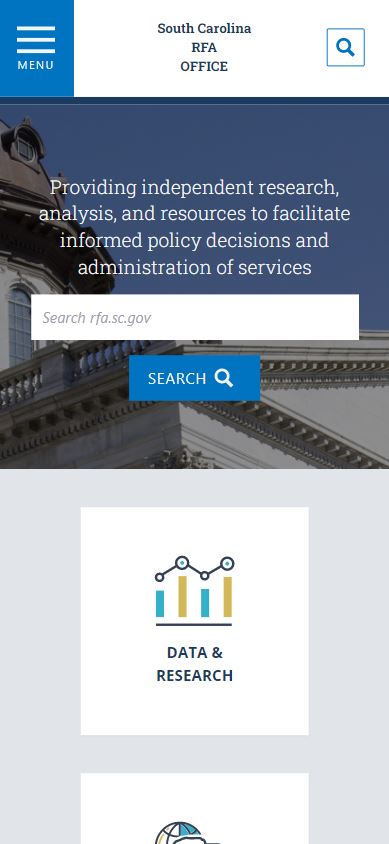 MENU
South Carolina
RFA
OFFICE
Providing independent research,
analysis, and resources to facilitate
informed policy decisions and
administration of services
Search rfa.sc.gov
SEARCH
DATA &
RESEARCH